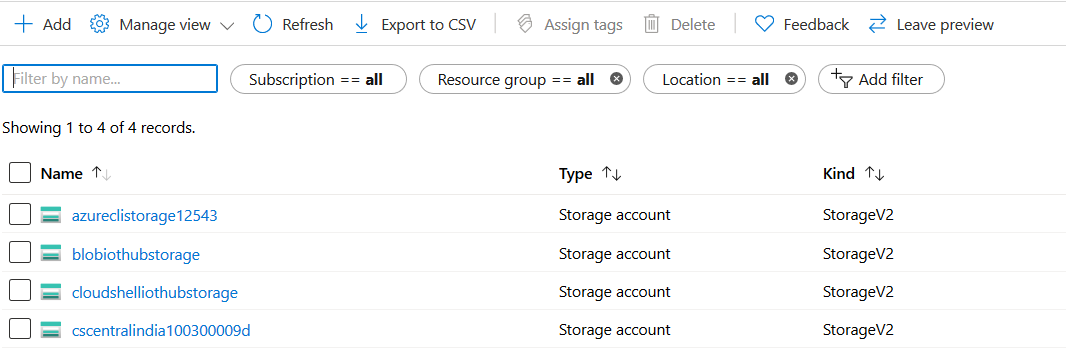 Add Manage view Refresh Export to CSV Assign tags Delete Feedback Leave preview
Filter by name... Subscription == all Resource group == all Location == all Add filter
Showing 1 to 4 of 4 records.
Name Type Kind
azureclistorage12543 Storage account StorageV2
blobiothubstorage Storage account StorageV2
cloudshelliothubstorage Storage account StorageV2
cscentralindia100300009d Storage account StorageV2